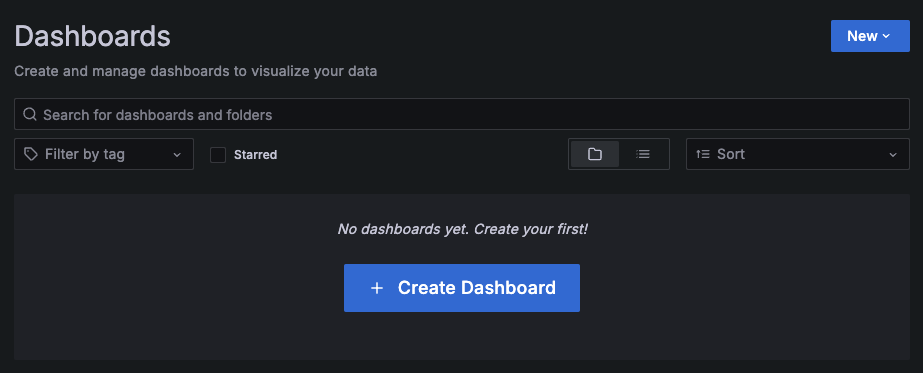 Dashboards
New
Create and manage dashboards to visualize your data
Search for dashboards and folders
Filter by tag
Starred
Sort
No dashboards yet. Create your first!
Create Dashboard